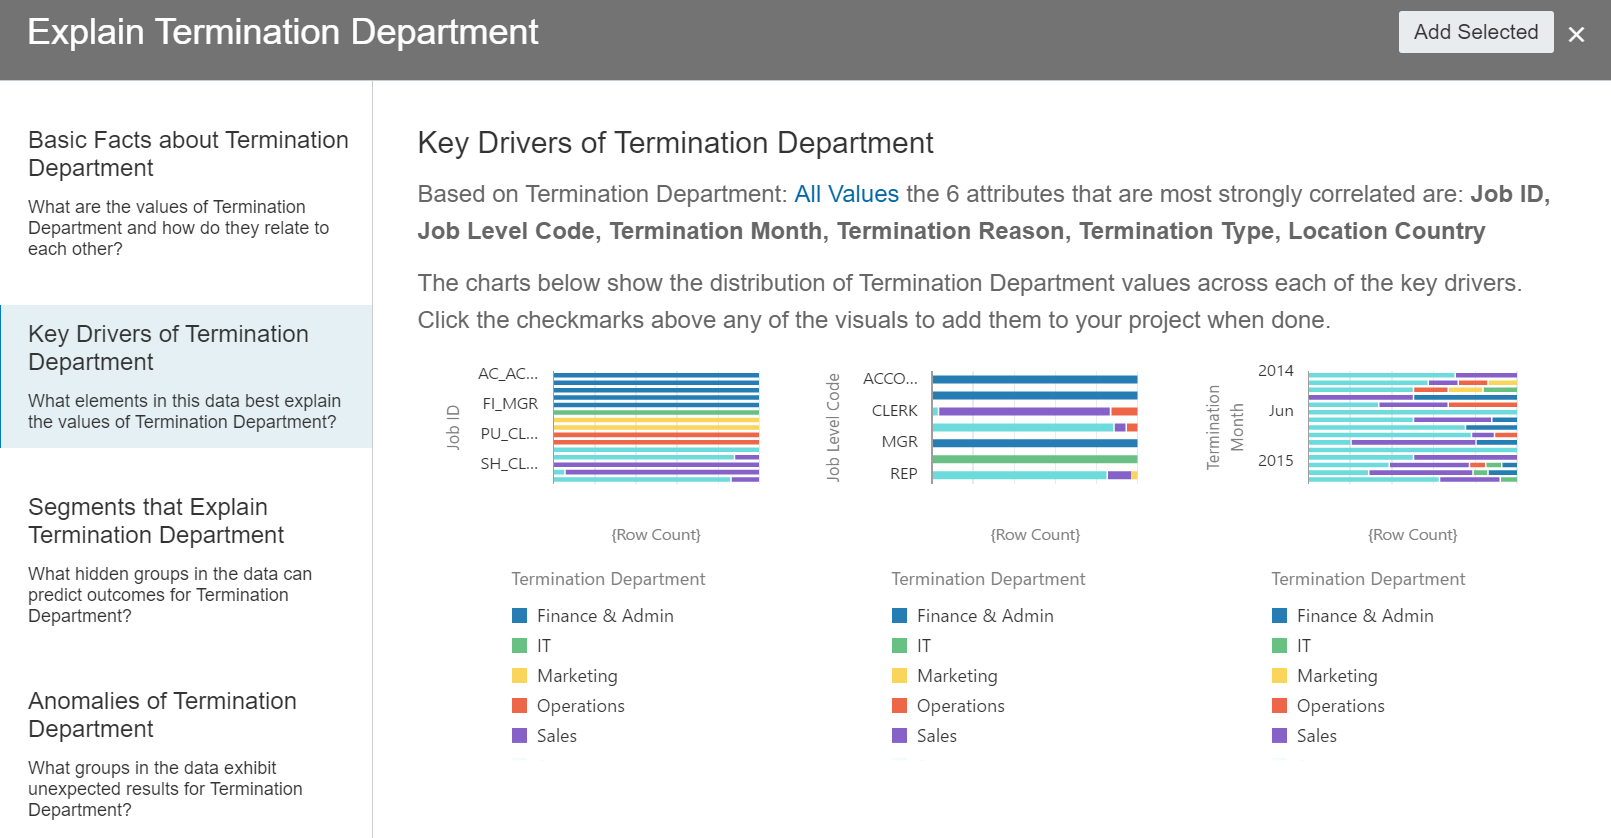 Explain Termination Department
Add Selected
Basic Facts about Termination
Department
What are the values of Termination
Department and how do they relate to
each other?
Key Drivers of Termination
Department
What elements in this data best explain
the values of Termination Department?
Segments that Explain
Termination Department
What hidden groups in the data can
predict outcomes for Termination
Department?
Anomalies of Termination
Department
What groups in the data exhibit
unexpected results for Termination
Department?
Key Drivers of Termination Department
Based on Termination Department: All Values the 6 attributes that are most strongly correlated are: Job ID,
Job Level Code, Termination Month, Termination Reason, Termination Type, Location Country
The charts below show the distribution of Termination Department values across each of the key drivers.
Click the checkmarks above any of the visuals to add them to your project when done.
Job ID
AC_AC...
FI_MGR
PU_CL...
SH_CL...
{Row Count}
Termination Department
Finance & Admin
IT
Marketing
Operations
Sales
Job Level Code
ACCO...
CLERK
MGR
REP
{Row Count}
Termination Department
Finance & Admin
IT
Marketing
Operations
Sales
Termination
Month
2014
Jun
2015
{Row Count}
Termination Department
Finance & Admin
IT
Marketing
Operations
Sales